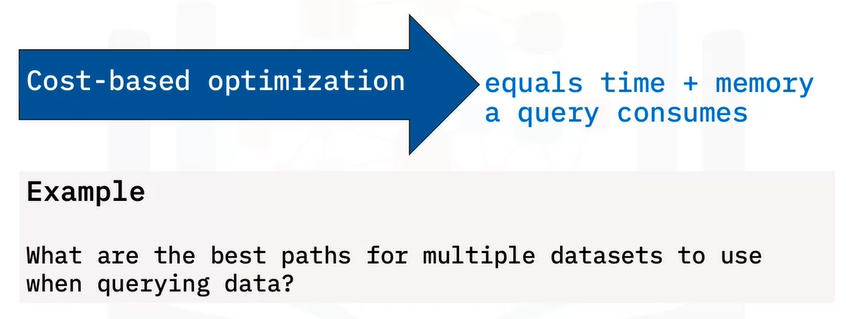 Cost-based optimization
equals time + memory
a query consumes
Example
What are the best paths for multiple datasets to use
when querying data?